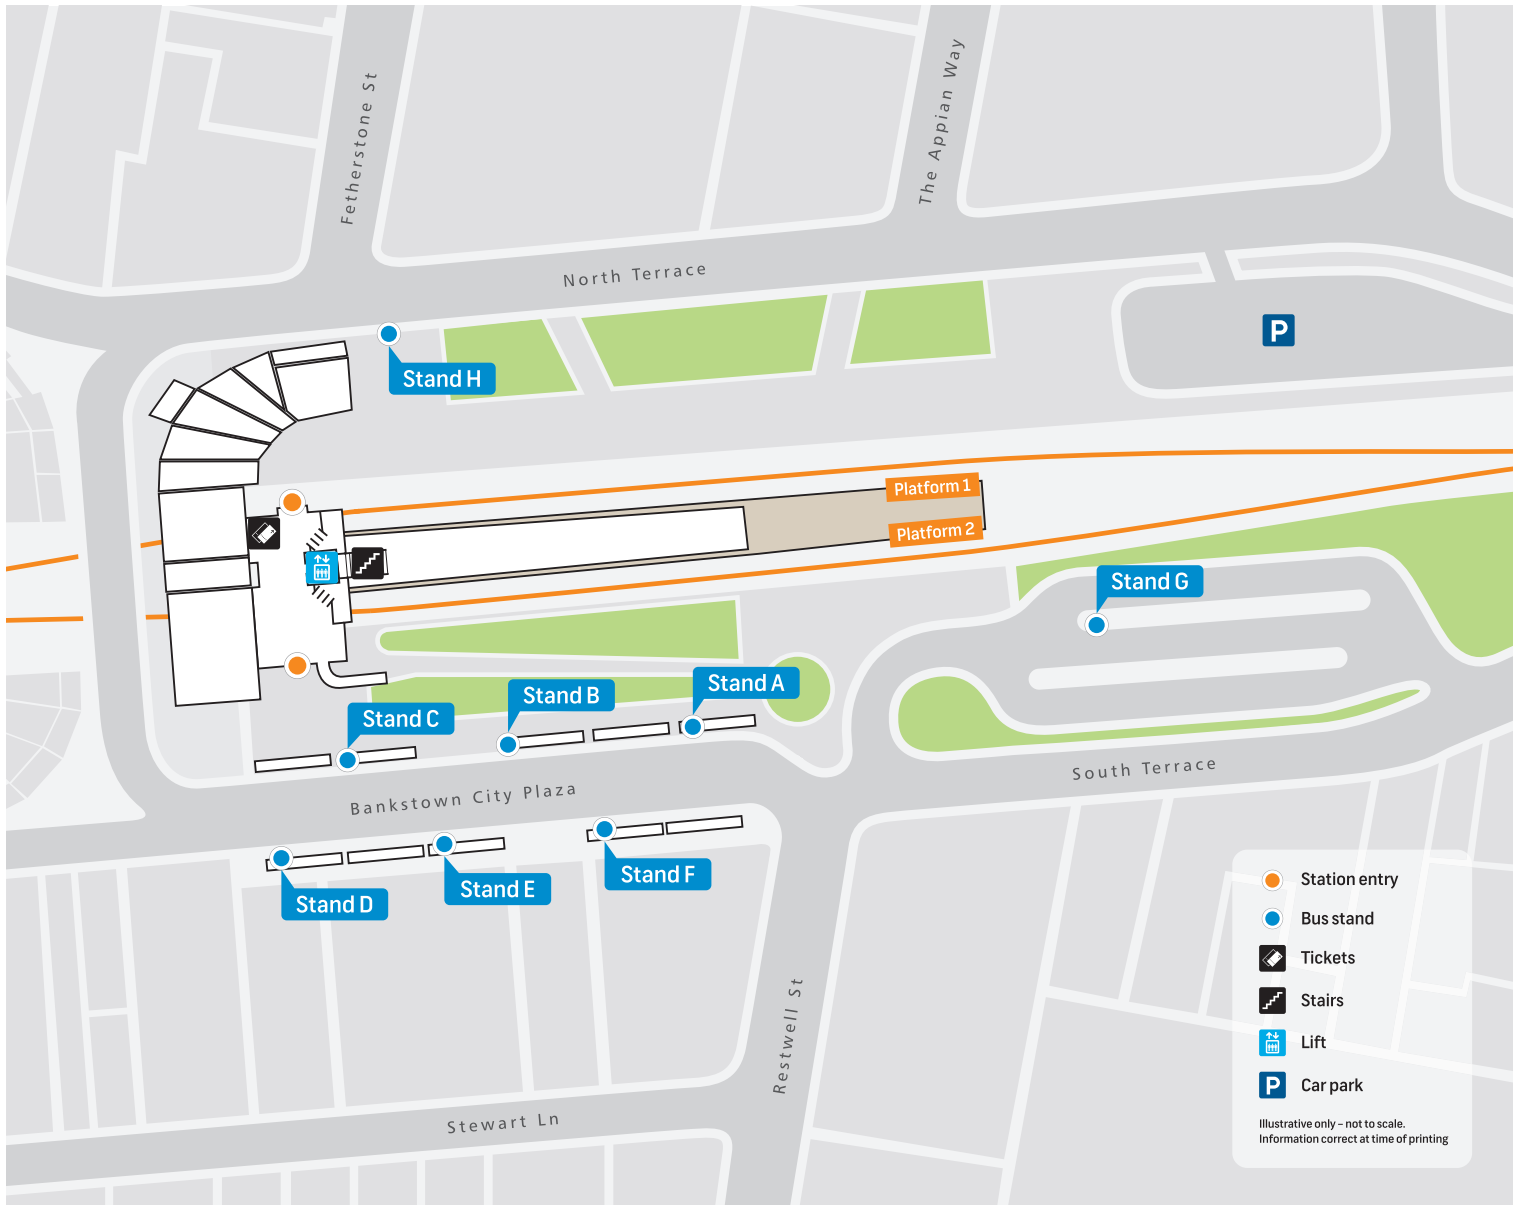 Fetherstone St
The Appian Way
North Terrace
P
Stand H
Platform 1
Platform 2
Stand G
Stand A
Stand B
Stand C
South Terrace
Bankstown City Plaza
Stand F
Stand E
Stand D
Restwell St
Stewart Ln
Station entry
Bus stand
Tickets
Stairs
Lift
P Car park
Illustrative only – not to scale.
Information correct at time of printing